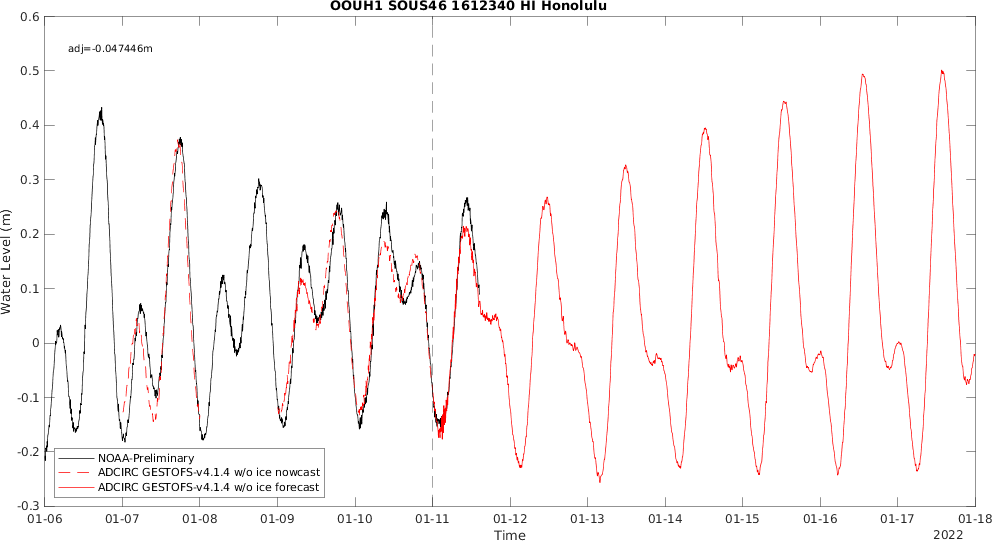 OOUH1 SOUS46 1612340 HI Honolulu
adj=-0.047446m
Water Level (m)
0.6
0.5
0.4
0.3
0.2
0.1
0
-0.1
-0.2
-0.3
NOAA-Preliminary
ADCIRC GESTOFS-v4.1.4 w/o ice nowcast
ADCIRC GESTOFS-v4.1.4 w/o ice forecast
01-06 01-07 01-08 01-09 01-10 01-11 01-12 01-13 01-14 01-15 01-16 01-17 01-18
Time
2022